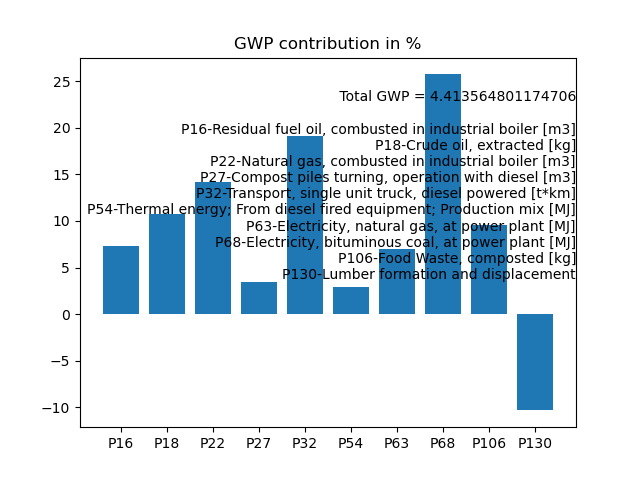 GWP contribution in %
25
20
15
10
5
0
−5
−10
Total GWP = 4.413564801174706
P16-Residual fuel oil, combusted in industrial boiler [m3]
P18-Crude oil, extracted [kg]
P22-Natural gas, combusted in industrial boiler [m3]
P27-Compost piles turning, operation with diesel [m3]
P32-Transport, single unit truck, diesel powered [t*km]
P54-Thermal energy; From diesel fired equipment; Production mix [MJ]
P63-Electricity, natural gas, at power plant [MJ]
P68-Electricity, bituminous coal, at power plant [MJ]
P106-Food Waste, composted [kg]
P130-Lumber formation and displacement
P16 P18 P22 P27 P32 P54 P63 P68 P106 P130